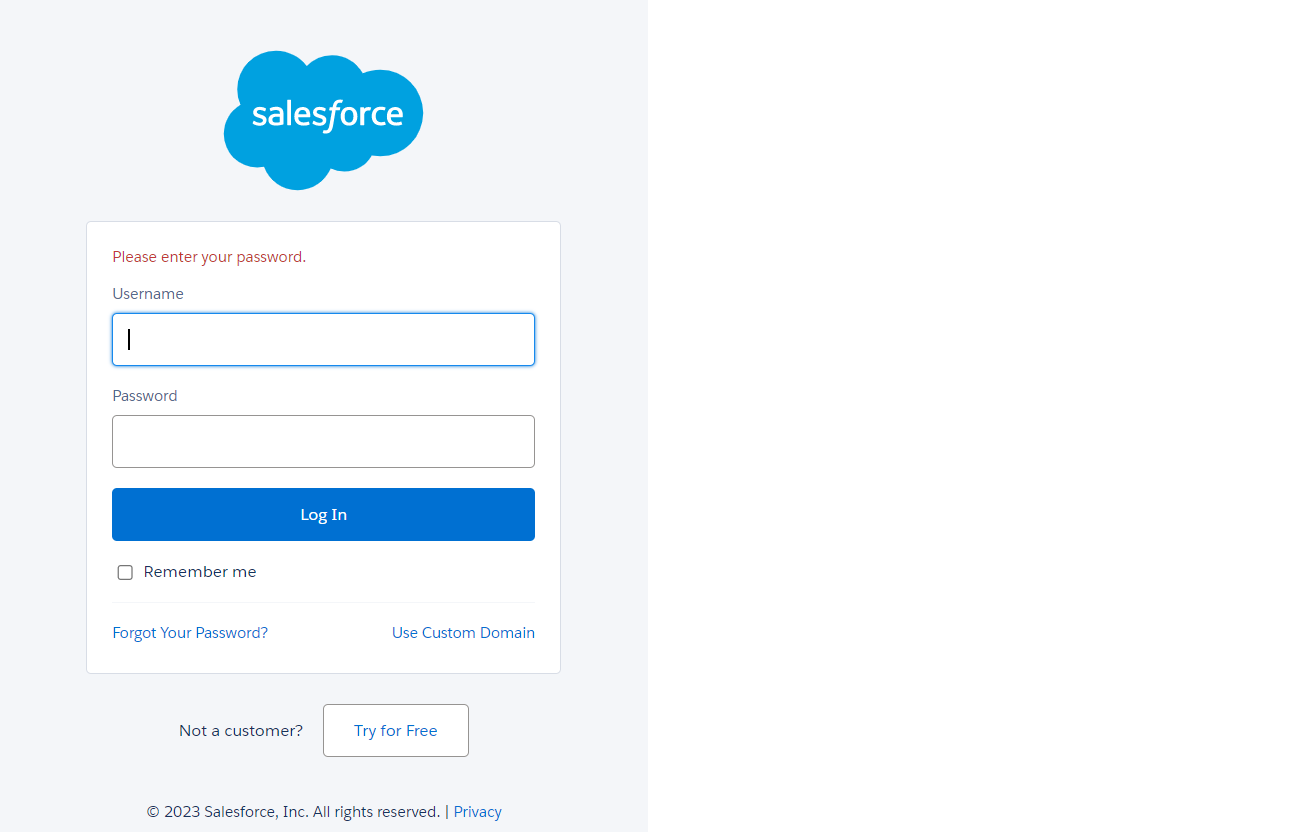 salesforce
Please enter your password.
Username
Password
Log In
Remember me
Forgot Your Password? Use Custom Domain
Not a customer? Try for Free
© 2023 Salesforce, Inc. All rights reserved. | Privacy